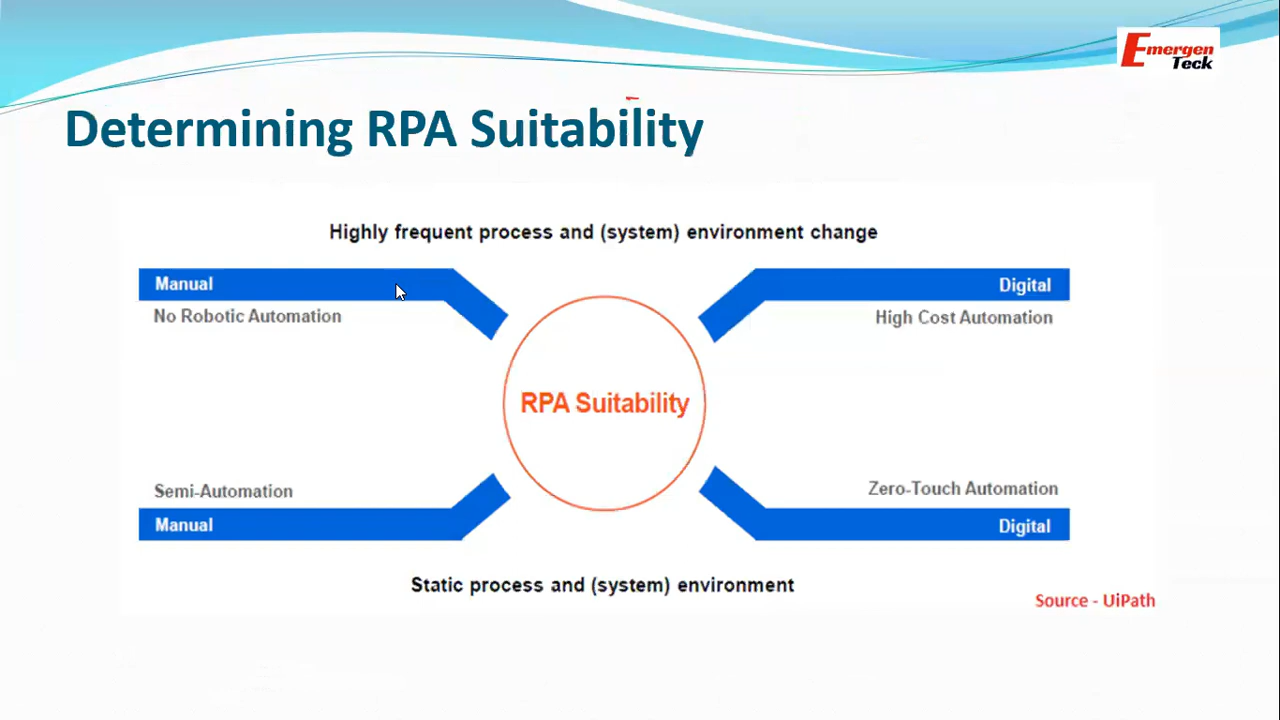 Emergen
Teck
Determining RPA Suitability
Highly frequent process and (system) environment change
Manual
Digital
No Robotic Automation
High Cost Automation
RPA Suitability
Semi-Automation
Zero-Touch Automation
Manual
Digital
Static process and (system) environment
Source - UiPath